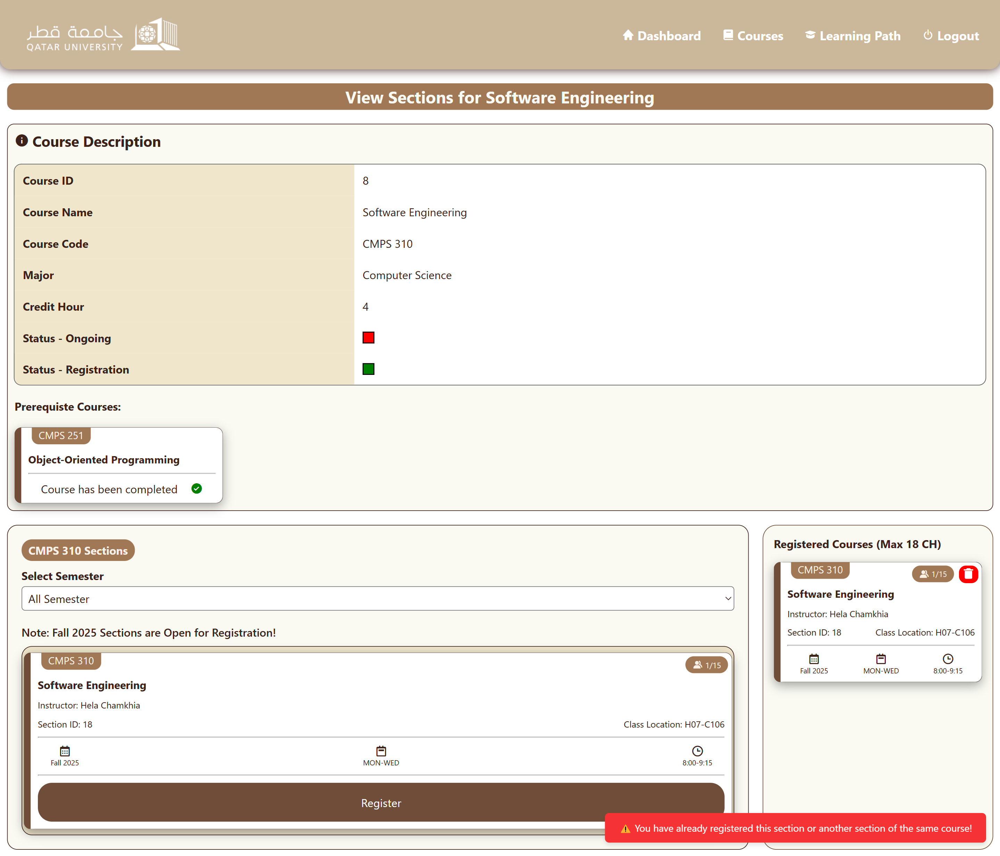 جامعة قطر
QATAR UNIVERSITY
Dashboard
Courses
Learning Path
Logout
View Sections for Software Engineering
Course Description
Course ID
8
Course Name
Software Engineering
Course Code
CMPS 310
Major
Computer Science
Credit Hour
4
Status - Ongoing
Status - Registration
Prerequiste Courses:
CMPS 251
Object-Oriented Programming
Course has been completed
CMPS 310 Sections
Select Semester
All Semester
Note: Fall 2025 Sections are Open for Registration!
CMPS 310
1/15
Software Engineering
Instructor: Hela Chamkhia
Section ID: 18
Class Location: H07-C106
Fall 2025
MON-WED
8:00-9:15
Register
Registered Courses (Max 18 CH)
CMPS 310
1/15
Software Engineering
Instructor: Hela Chamkhia
Section ID: 18
Class Location: H07-C106
Fall 2025
MON-WED
8:00-9:15
You have already registered this section or another section of the same course!